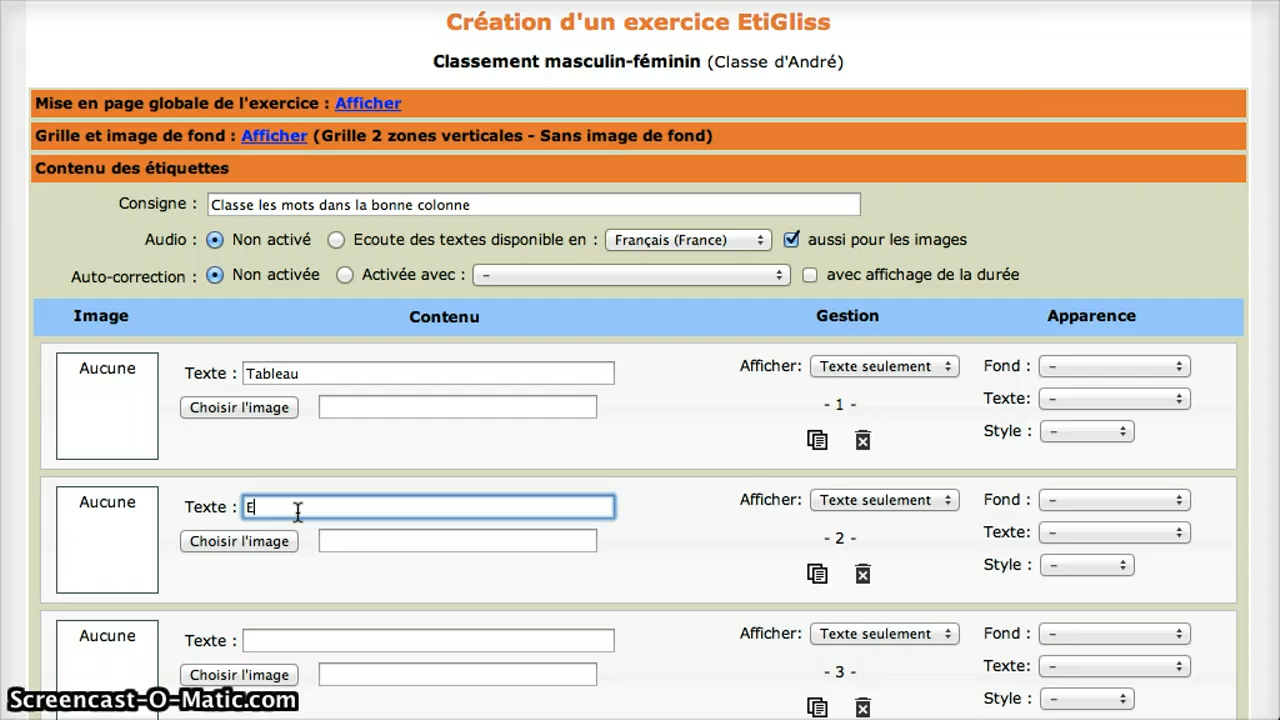 Création d'un exercice EtiGliss
Classement masculin-féminin (Classe d'André)
Mise en page globale de l'exercice : Afficher
Grille et image de fond : Afficher (Grille 2 zones verticales - Sans image de fond)
Contenu des étiquettes
Consigne : Classe les mots dans la bonne colonne
Audio : Non activé Ecoute des textes disponible en : Français (France) aussi pour les images
Auto-correction : Non activée Activée avec : - avec affichage de la durée
Image Contenu Gestion Apparence
Aucune Texte : Tableau Afficher: Texte seulement Fond : -
Choisir l'image - 1 - Texte: -
Style : -
Aucune Texte : E Afficher: Texte seulement Fond : -
Choisir l'image - 2 - Texte: -
Style : -
Aucune Texte : Afficher: Texte seulement Fond : -
Choisir l'image - 3 - Texte: -
Style : -
Screencast-O-Matic.com